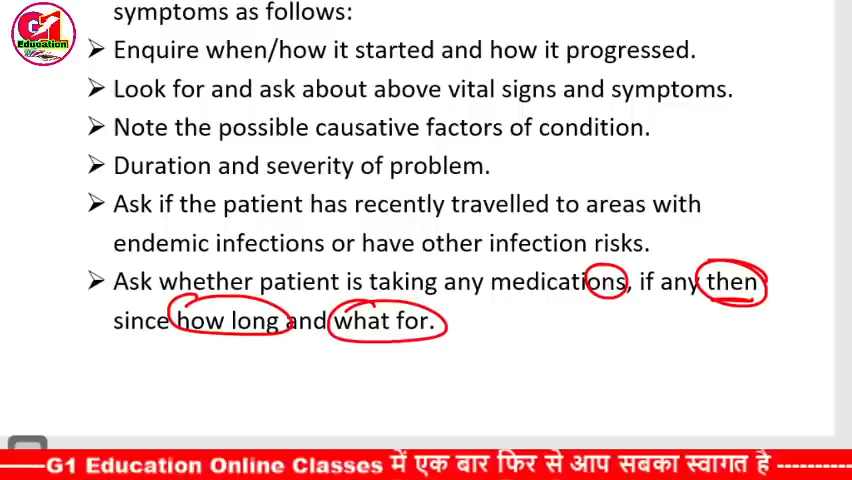 G1
Education
symptoms as follows:
➢ Enquire when/how it started and how it progressed.
➢ Look for and ask about above vital signs and symptoms.
➢ Note the possible causative factors of condition.
➢ Duration and severity of problem.
➢ Ask if the patient has recently travelled to areas with
endemic infections or have other infection risks.
➢ Ask whether patient is taking any medications, if any then
since how long and what for.
——G1 Education Online Classes में एक बार फिर से आप सबका स्वागत है ----------